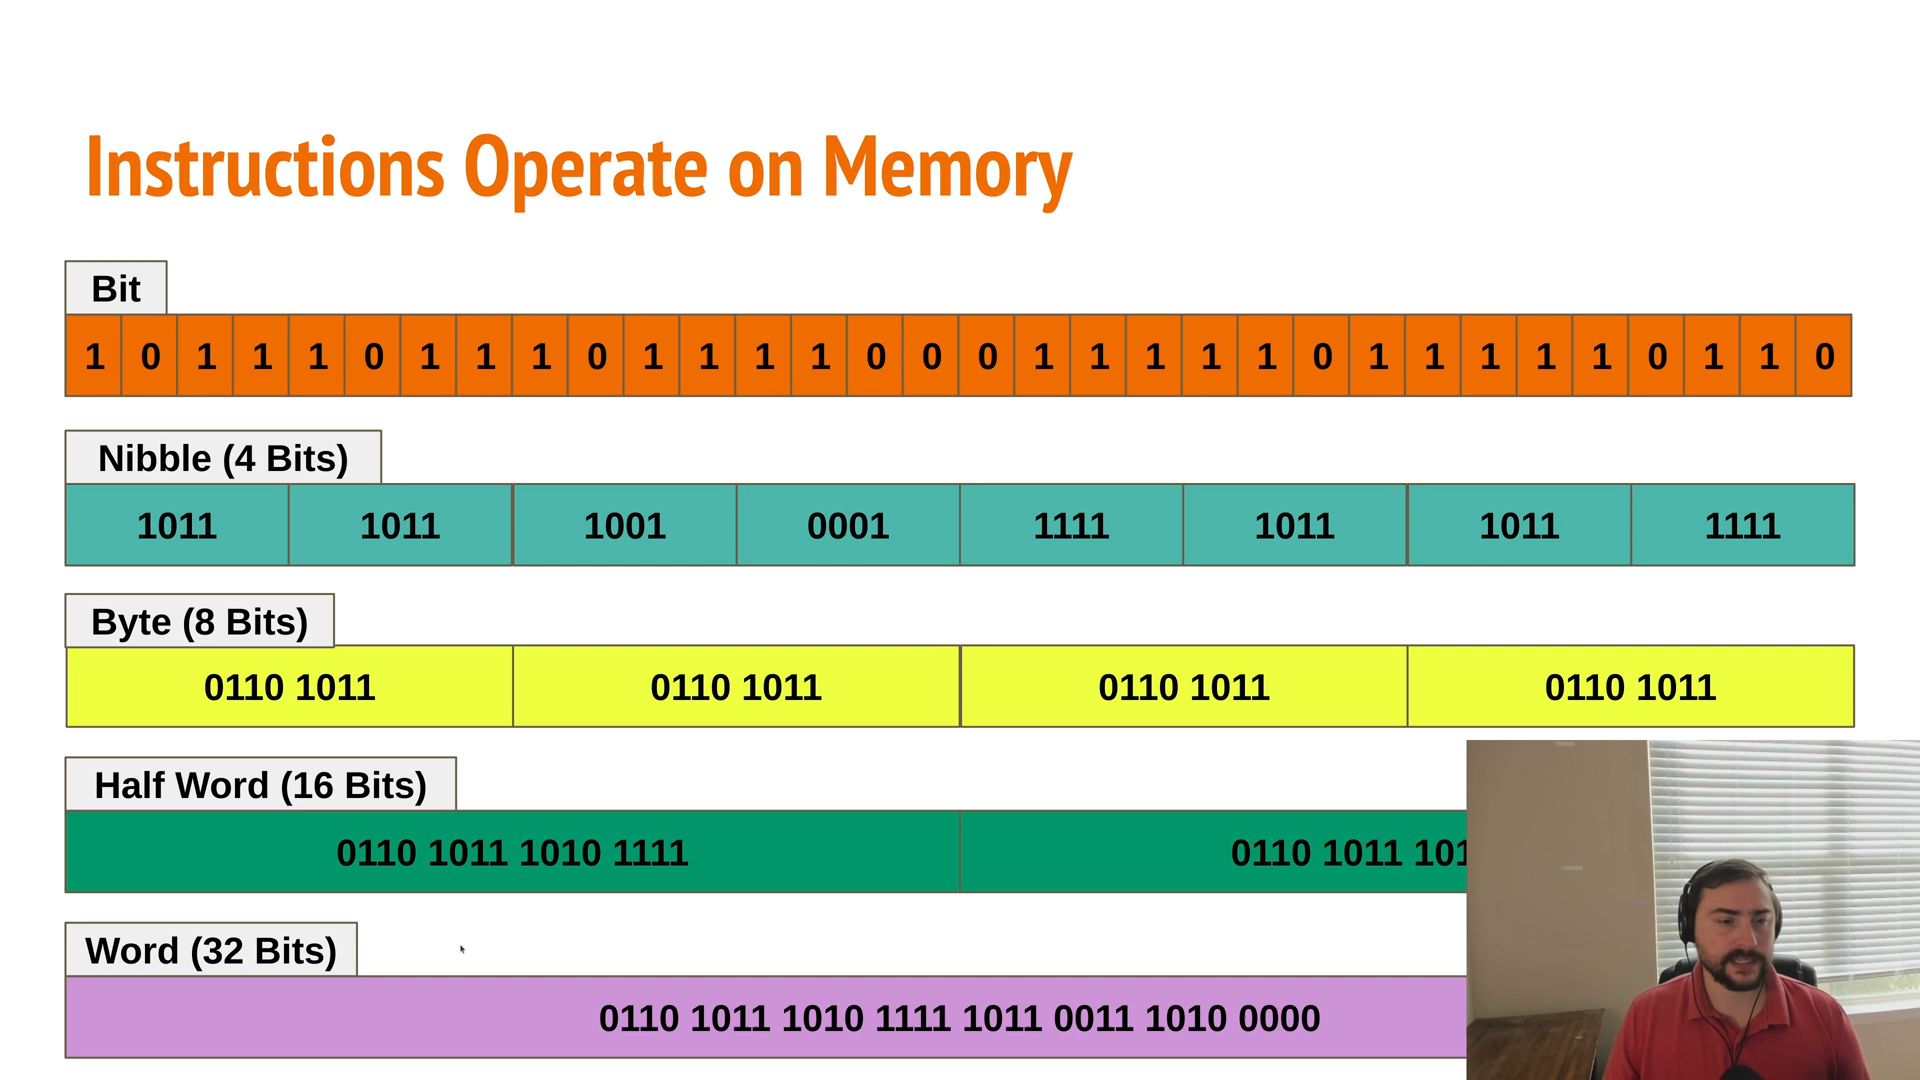 Instructions Operate on Memory
Bit
1 0 1 1 1 0 1 1 1 0 1 1 1 1 0 0 0 1 1 1 1 1 0 1 1 1 1 1 0 1 1 0
Nibble (4 Bits)
1011 1011 1001 0001 1111 1011 1011 1111
Byte (8 Bits)
0110 1011 0110 1011 0110 1011 0110 1011
Half Word (16 Bits)
0110 1011 1010 1111 0110 1011 101
Word (32 Bits)
0110 1011 1010 1111 1011 0011 1010 0000